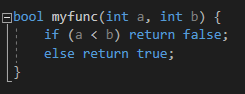 bool myfunc(int a, int b) {
    if (a < b) return false;
    else return true;
}